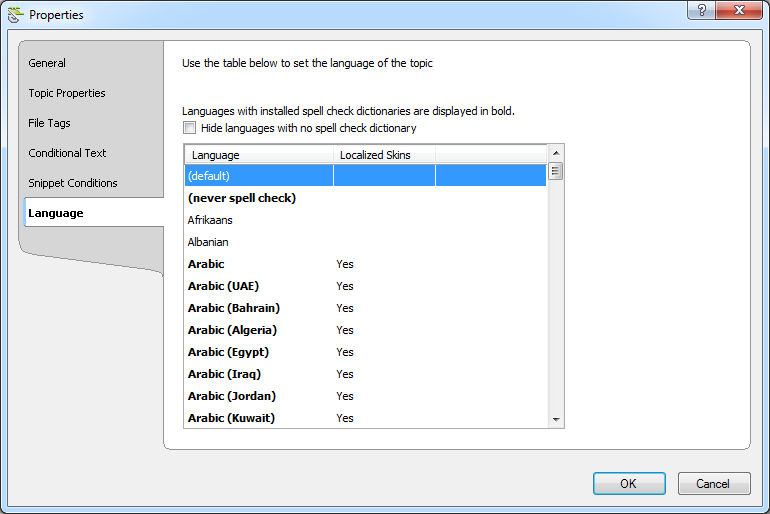 Properties
?
General
Topic Properties
File Tags
Conditional Text
Snippet Conditions
Language
Use the table below to set the language of the topic
Languages with installed spell check dictionaries are displayed in bold.
Hide languages with no spell check dictionary
Language Localized Skins
(default)
(never spell check)
Afrikaans
Albanian
Arabic Yes
Arabic (UAE) Yes
Arabic (Bahrain) Yes
Arabic (Algeria) Yes
Arabic (Egypt) Yes
Arabic (Iraq) Yes
Arabic (Jordan) Yes
Arabic (Kuwait) Yes
OK Cancel